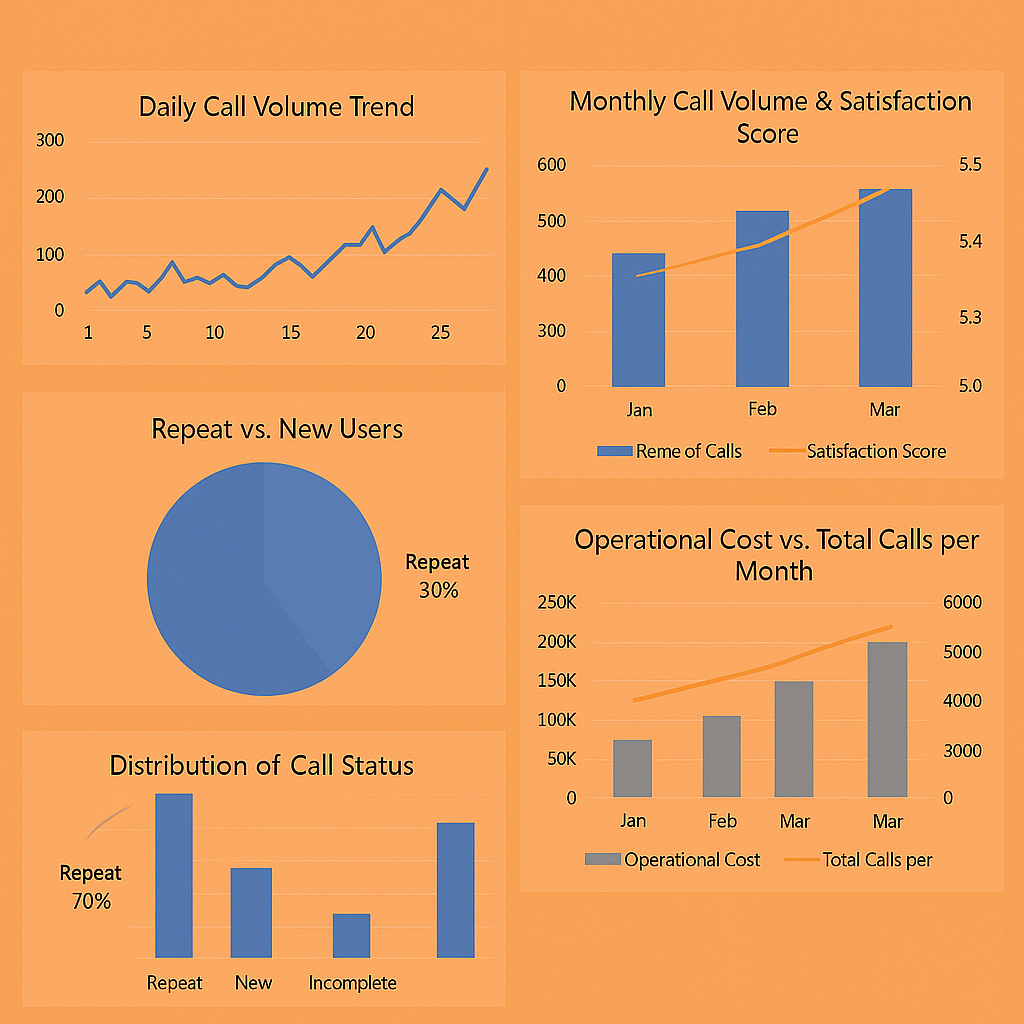 Daily Call Volume Trend
300
200
100
0
1 5 10 15 20 25
Monthly Call Volume & Satisfaction
Score
600 5.5
500 5.4
400
5.3
300
0 5.0
Jan Feb Mar
Reme of Calls Satisfaction Score
Repeat vs. New Users
Repeat
30%
Operational Cost vs. Total Calls per
Month
250K 6000
200K 5000
150K
4000
100K
50K 3000
0 0
Jan Feb Mar Mar
Operational Cost Total Calls per
Distribution of Call Status
Repeat
70%
Repeat New Incomplete